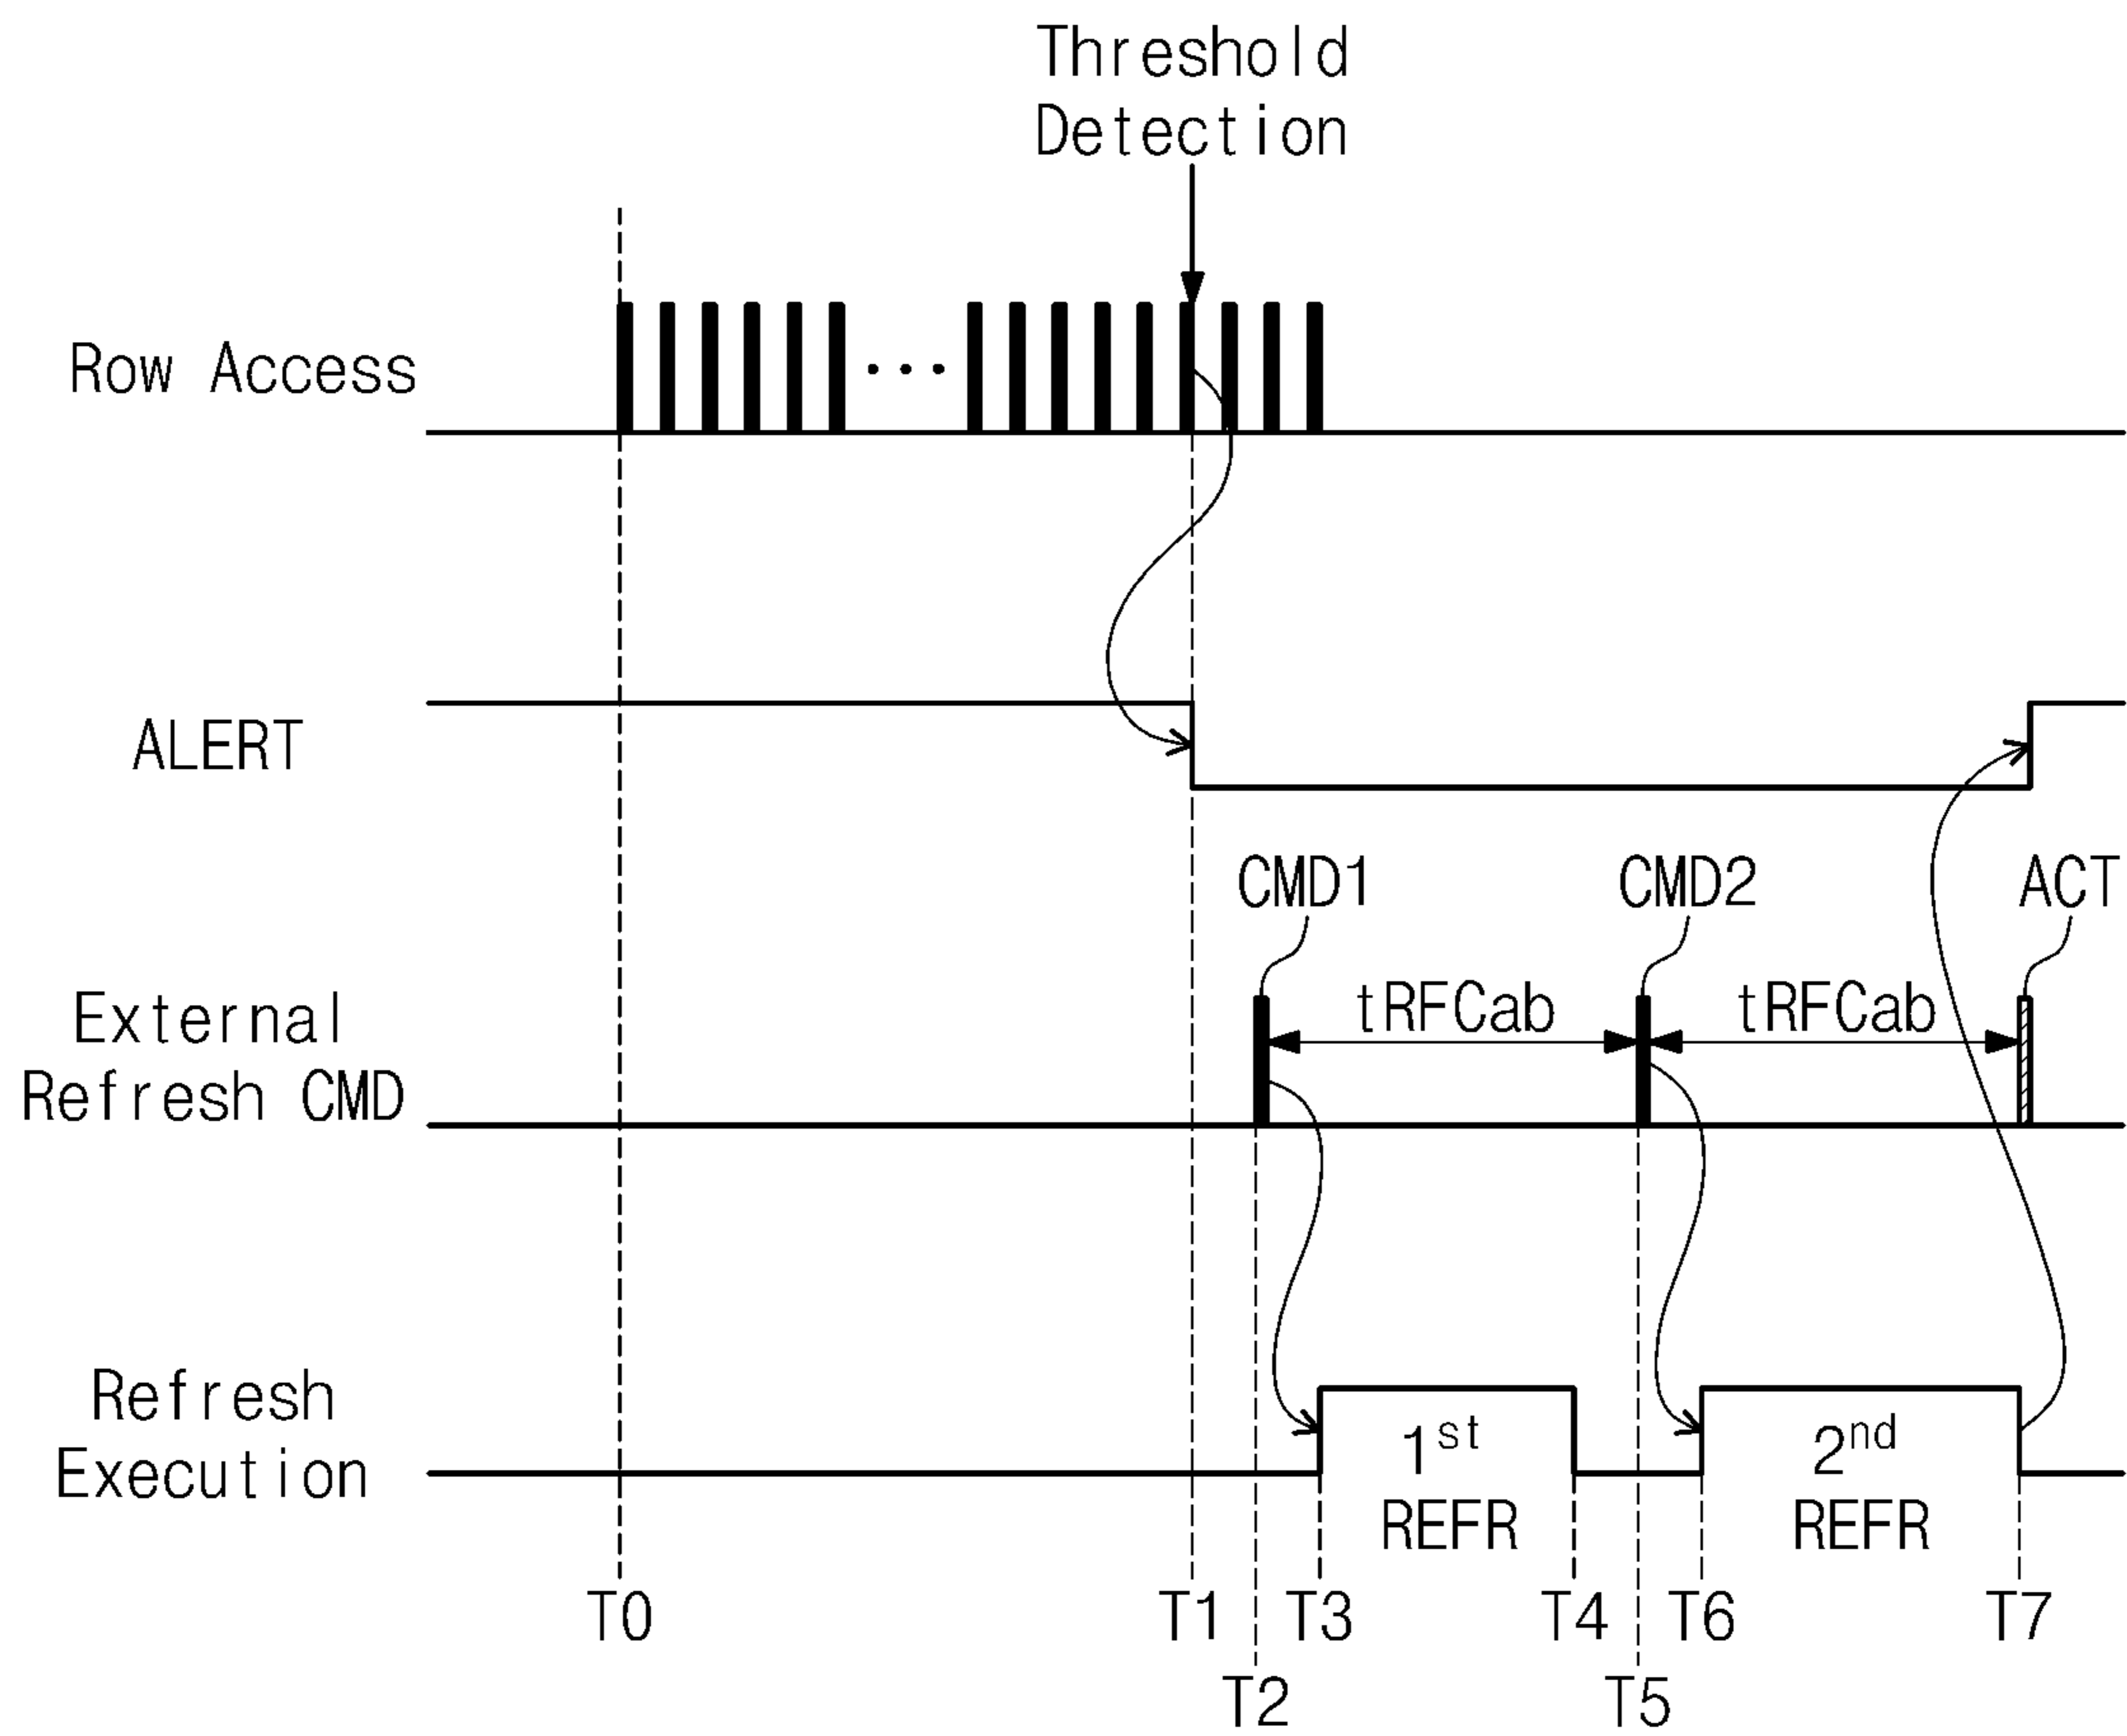 Threshold
Detection
Row Access
...
ALERT
CMD1
CMD2
ACT
External
Refresh CMD
tRFCab
tRFCab
Refresh
Execution
1st
REFR
2nd
REFR
T0
T1
T3
T4
T6
T7
T2
T5